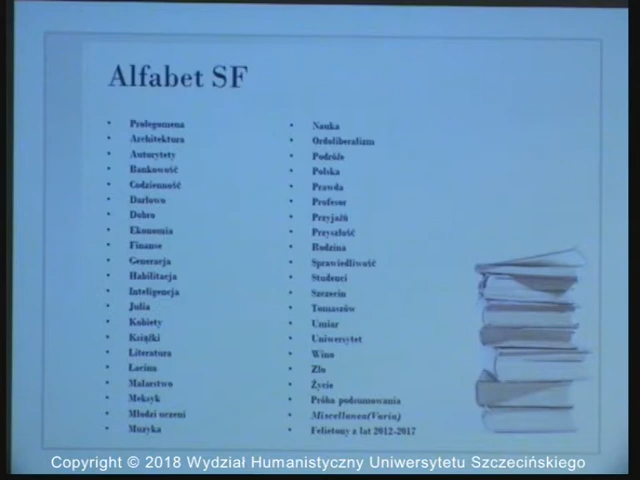 Alfabet SF
• Prolegomena
• Architektura
• Autorytety
• Bankowość
• Codzienność
• Darłowo
• Dobro
• Ekonomia
• Finanse
• Generacja
• Habilitacja
• Inteligencja
• Julia
• Kobiety
• Książki
• Literatura
• Łacina
• Malarstwo
• Meksyk
• Młodzi uczeni
• Muzyka
• Nauka
• Ordoliberalizm
• Podróże
• Polska
• Prawda
• Profesor
• Przyjaźń
• Przyszłość
• Rodzina
• Sprawiedliwość
• Studenci
• Szczecin
• Tomaszów
• Umiar
• Uniwersytet
• Wino
• Zło
• Życie
• Próba podsumowania
• Miscellanea(Varia)
• Felietony z lat 2012-2017
Copyright © 2018 Wydział Humanistyczny Uniwersytetu Szczecińskiego